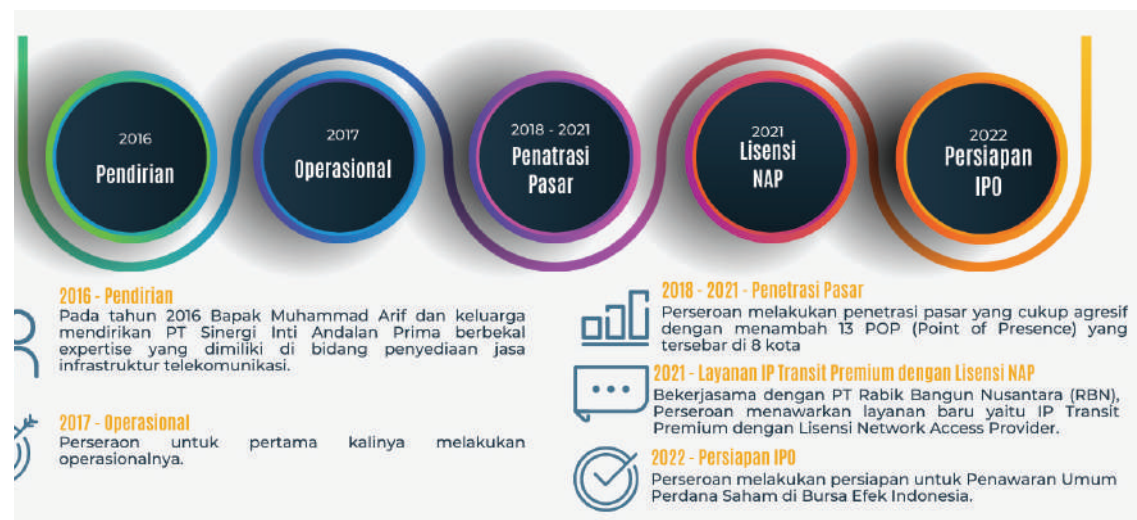 2016
Pendirian
2017
Operasional
2018 - 2021
Penatrasi
Pasar
2021
Lisensi
NAP
2022
Persiapan
IPO
2016 - Pendirian
Pada tahun 2016 Bapak Muhammad Arif dan keluarga
mendirikan PT Sinergi Inti Andalan Prima berbekal
expertise yang dimiliki di bidang penyediaan jasa
infrastruktur telekomunikasi.
2017 - Operasional
Perseraon untuk pertama kalinya melakukan
operasionalnya.
2018 - 2021 - Penetrasi Pasar
Perseroan melakukan penetrasi pasar yang cukup agresif
dengan menambah 13 POP (Point of Presence) yang
tersebar di 8 kota
2021 - Layanan IP Transit Premium dengan Lisensi NAP
Bekerjasama dengan PT Rabik Bangun Nusantara (RBN),
Perseroan menawarkan layanan baru yaitu IP Transit
Premium dengan Lisensi Network Access Provider.
2022 - Persiapan IPO
Perseroan melakukan persiapan untuk Penawaran Umum
Perdana Saham di Bursa Efek Indonesia.